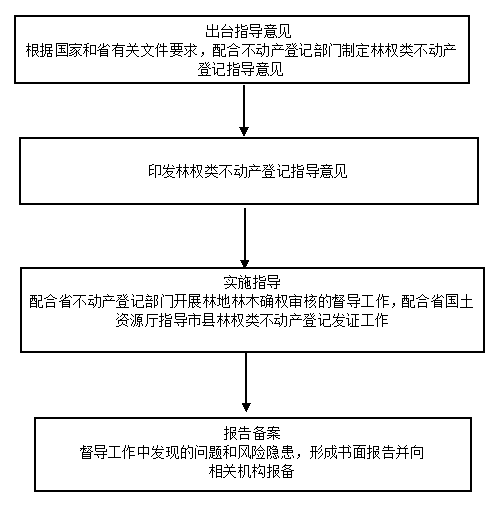 出台指导意见
根据国家和省有关文件要求，配合不动产登记部门制定林权类不动产
登记指导意见
印发林权类不动产登记指导意见
实施指导
配合省不动产登记部门开展林地林木确权审核的督导工作，配合省国土
资源厅指导市县林权类不动产登记发证工作
报告备案
督导工作中发现的问题和风险隐患，形成书面报告并向
相关机构报备